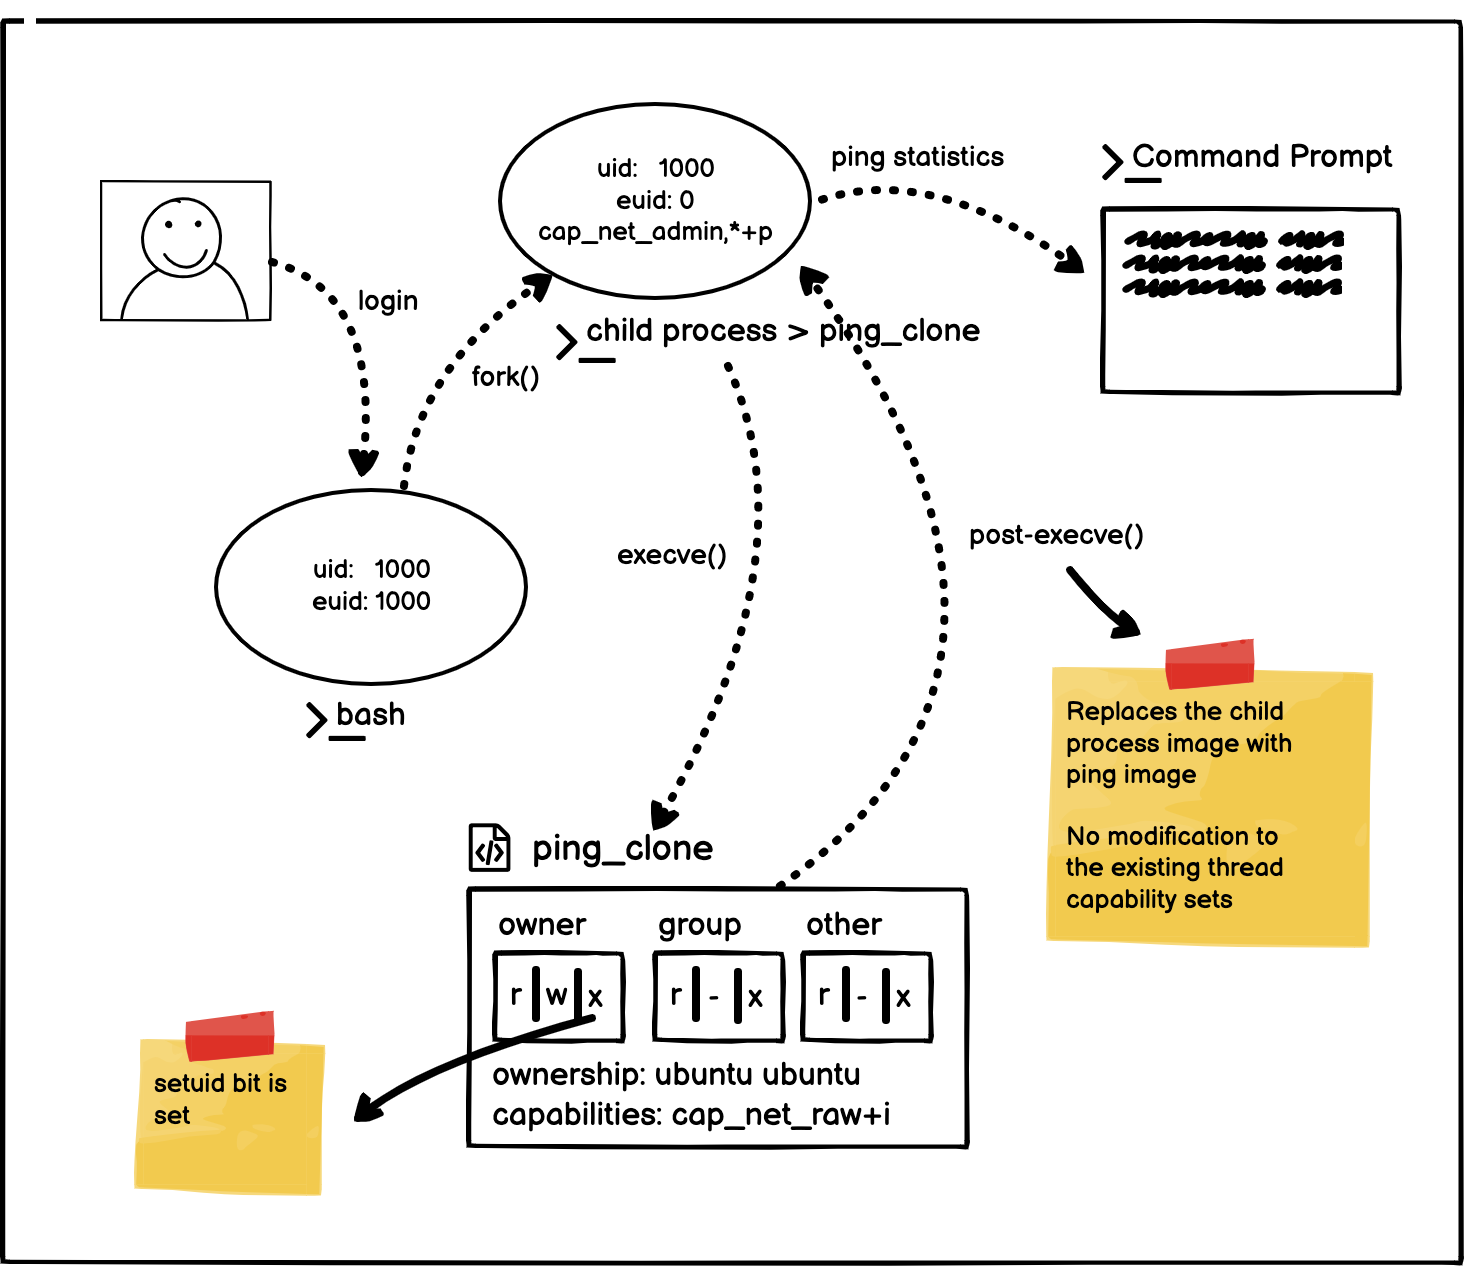 uid: 1000
euid: 0
cap_net_admin,*+p
ping statistics
Command Prompt
login
child process > ping_clone
fork()
execve()
post-execve()
uid: 1000
euid: 1000
bash
Replaces the child
process image with
ping image
No modification to
the existing thread
capability sets
</> ping_clone
owner group other
r|w|x r|-|x r|-|x
ownership: ubuntu ubuntu
capabilities: cap_net_raw+i
setuid bit is
set